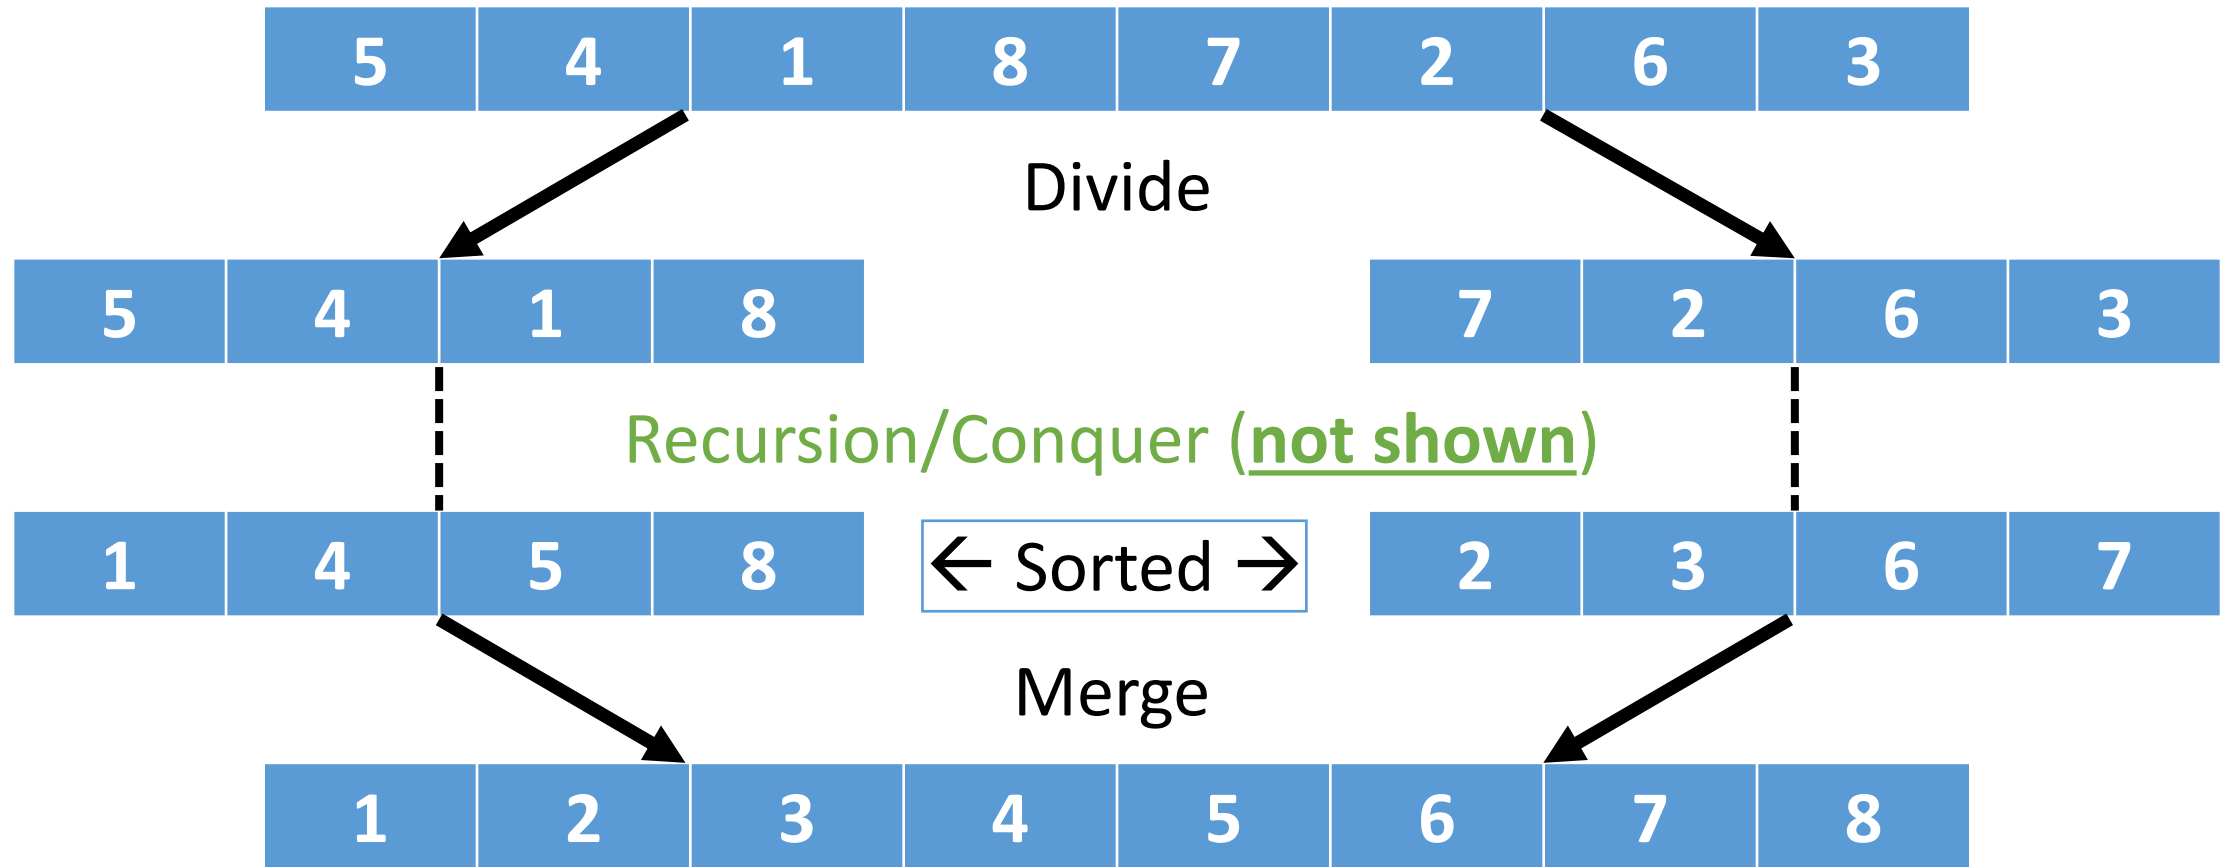 5 4 1 8 7 2 6 3
Divide
5 4 1 8 7 2 6 3
Recursion/Conquer (not shown)
1 4 5 8 ← Sorted → 2 3 6 7
Merge
1 2 3 4 5 6 7 8